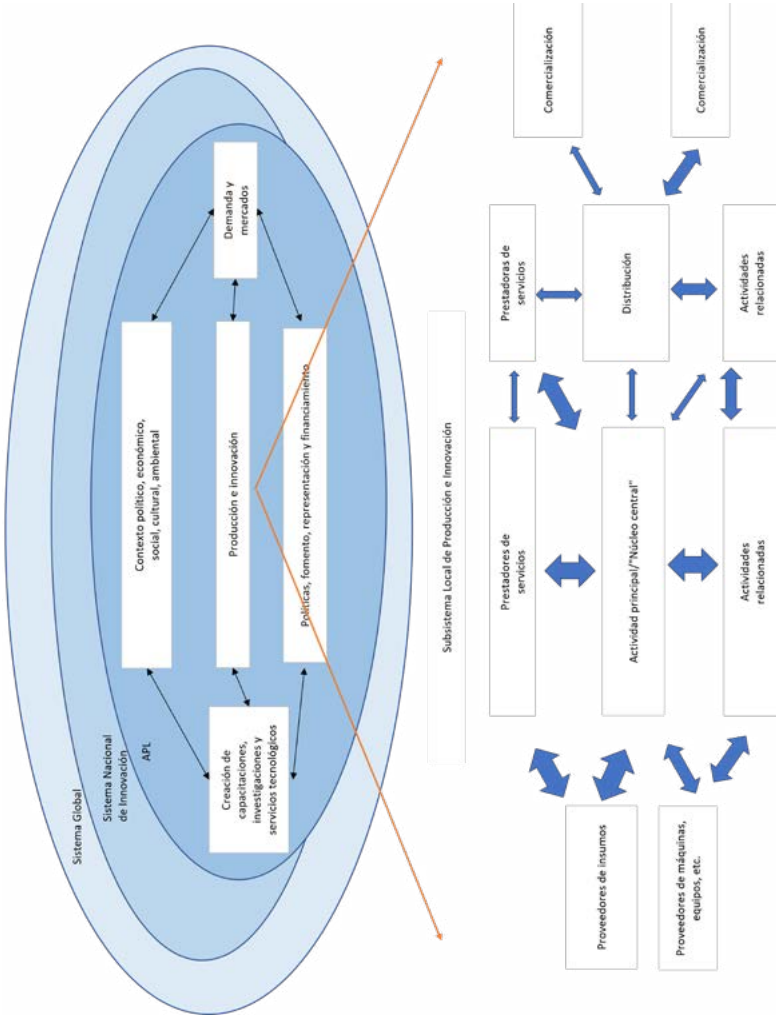 Sistema Global
Sistema Nacional
de Innovación
APL
Contexto político, económico,
social, cultural, ambiental
Creación de
capacitaciones,
investigaciones y
servicios tecnológicos
Producción e innovación
Demanda y
mercados
Políticas, fomento, representación y financiamiento
Subsistema Local de Producción e Innovación
Prestadores de
servicios
Prestadoras de
servicios
Comercialización
Proveedores de insumos
Actividad principal/"Núcleo central"
Distribución
Proveedores de máquinas,
equipos, etc.
Comercialización
Actividades
relacionadas
Actividades
relacionadas